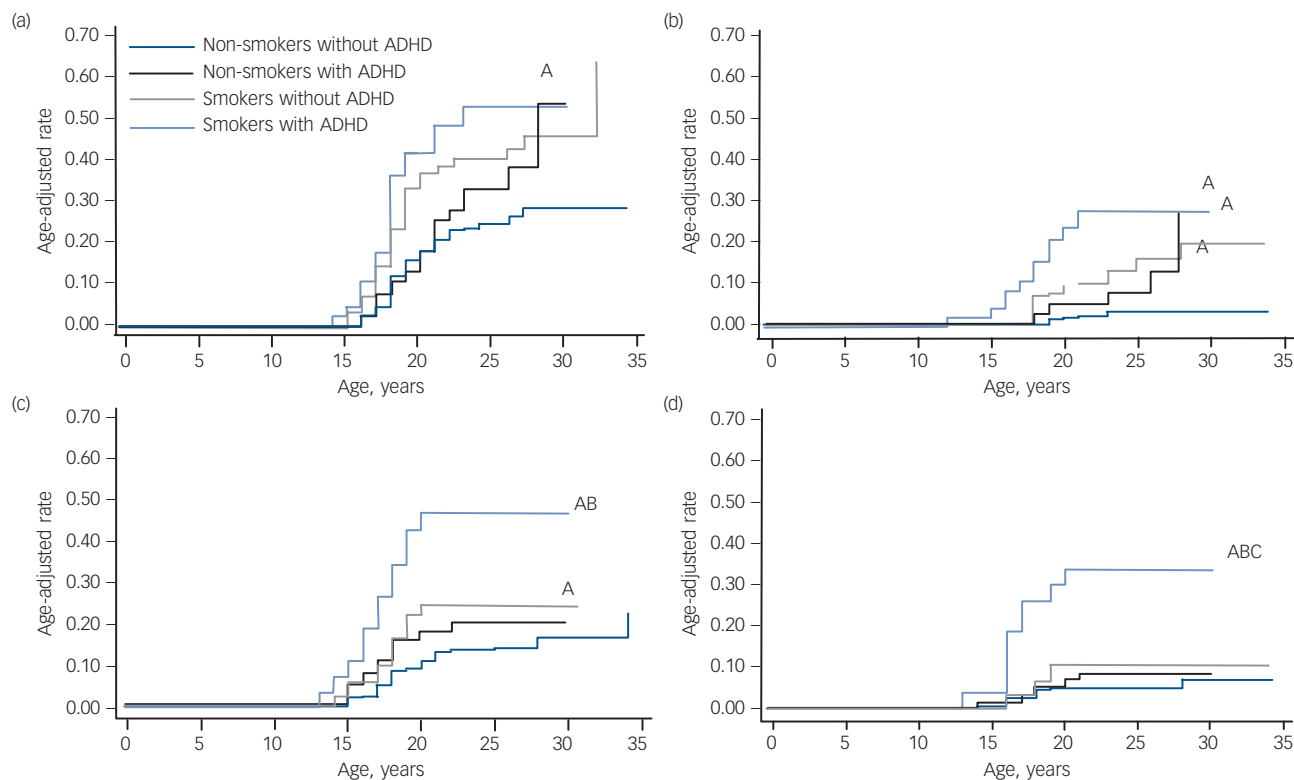 (a)
Age-adjusted rate
0.70
0.60
0.50
0.40
0.30
0.20
0.10
0.00
Non-smokers without ADHD
Non-smokers with ADHD
Smokers without ADHD
Smokers with ADHD
A
0 5 10 15 20 25 30 35
Age, years
(b)
Age-adjusted rate
0.70
0.60
0.50
0.40
0.30
0.20
0.10
0.00
A
A
A
0 5 10 15 20 25 30 35
Age, years
(c)
Age-adjusted rate
0.70
0.60
0.50
0.40
0.30
0.20
0.10
0.00
AB
A
0 5 10 15 20 25 30 35
Age, years
(d)
Age-adjusted rate
0.70
0.60
0.50
0.40
0.30
0.20
0.10
0.00
ABC
0 5 10 15 20 25 30 35
Age, years